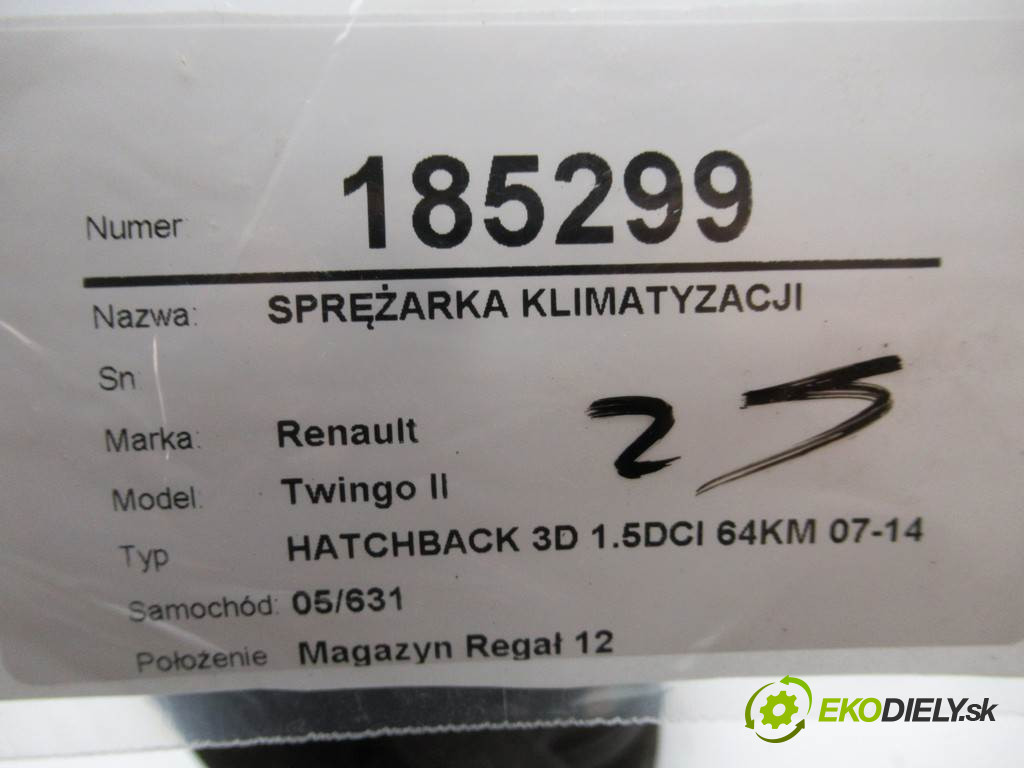 Numer: 185299
Nazwa: SPRĘŻARKA KLIMATYZACJI
Sn
Marka: Renault
25
Model: Twingo II
Typ HATCHBACK 3D 1.5DCI 64KM 07-14
Samochód: 05/631
Położenie Magazyn Regał 12
EKODIELY.sk